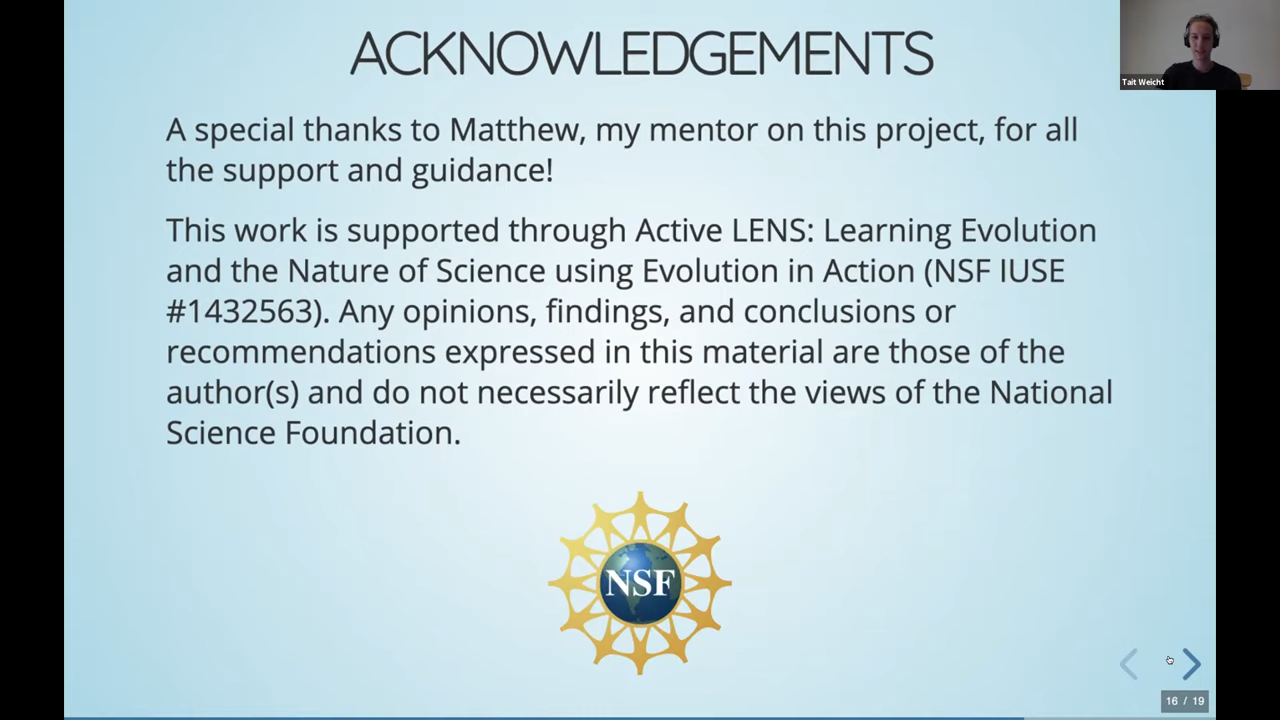 ACKNOWLEDGEMENTS
Tait Weicht
A special thanks to Matthew, my mentor on this project, for all
the support and guidance!
This work is supported through Active LENS: Learning Evolution
and the Nature of Science using Evolution in Action (NSF IUSE
#1432563). Any opinions, findings, and conclusions or
recommendations expressed in this material are those of the
author(s) and do not necessarily reflect the views of the National
Science Foundation.
NSF
16 / 19